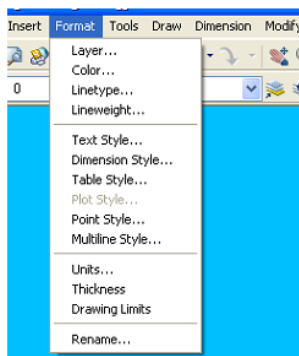 Insert Format Tools Draw Dimension Modify
0
Layer...
Color...
Linetype...
Lineweight...
Text Style...
Dimension Style...
Table Style...
Plot Style...
Point Style...
Multiline Style...
Units...
Thickness
Drawing Limits
Rename...